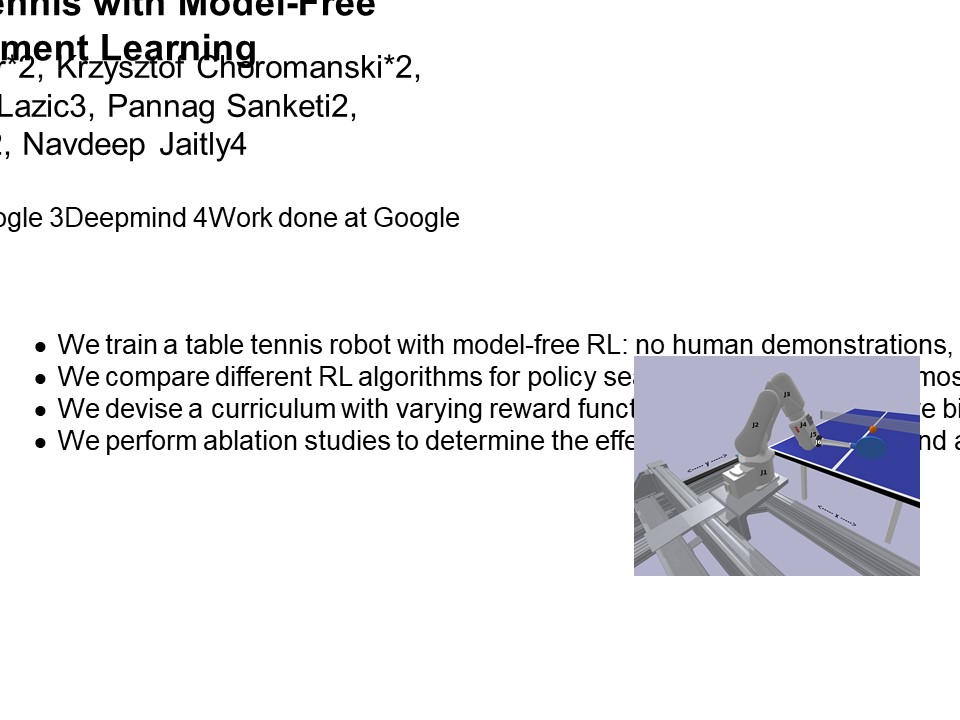 ennis with Model-Free
ment Learning
r*2, Krzysztof Choromanski*2,
Lazic3, Pannag Sanketi2,
2, Navdeep Jaitly4
ogle 3Deepmind 4Work done at Google
• We train a table tennis robot with model-free RL: no human demonstrations,
• We compare different RL algorithms for policy sea mos
• We devise a curriculum with varying reward funct e bi
• We perform ablation studies to determine the effe nd a
J3
J2
J4
J5
J6
J1
<--- y --->
<--- x --->